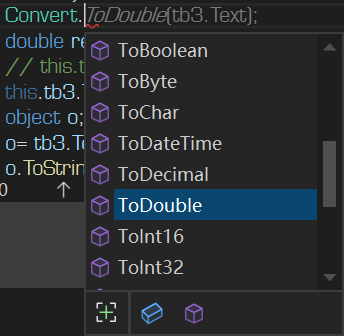 Convert.ToDouble(tb3.Text);
double re
// this.t
this.tb3.
object o;
o= tb3.Te
o.ToStrin
0
ToBoolean
ToByte
ToChar
ToDateTime
ToDecimal
ToDouble
ToInt16
ToInt32